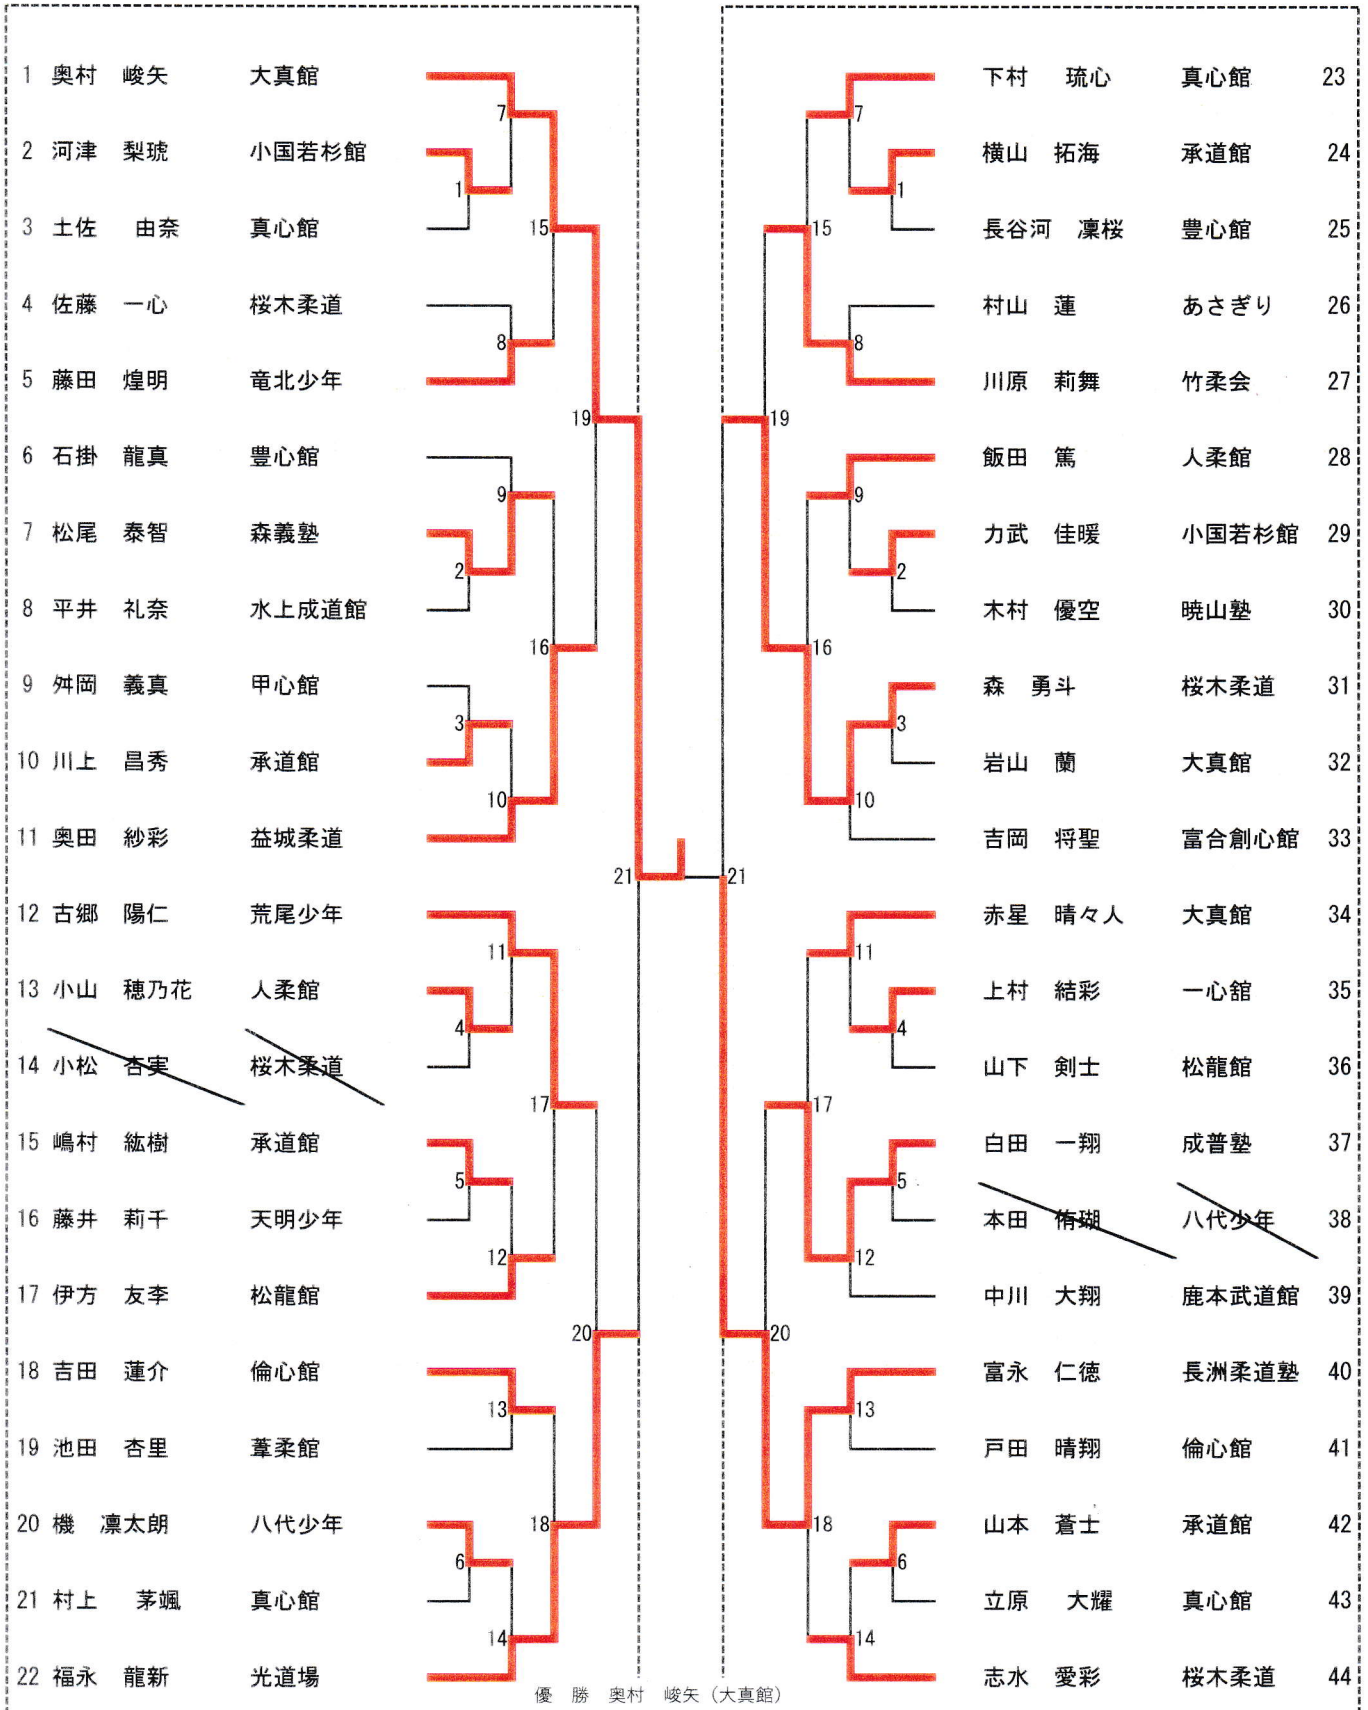 1 奥村 峻矢 大真館
下村 琉心 真心館 23
7
7
2 河津 梨琥 小国若杉館
横山 拓海 承道館 24
1
1
3 土佐 由奈 真心館
15
15
長谷河 凜桜 豊心館 25
4 佐藤 一心 桜木柔道
村山 蓮 あさぎり 26
8
8
5 藤田 煌明 竜北少年
川原 莉舞 竹柔会 27
19
19
6 石掛 龍真 豊心館
飯田 篤 人柔館 28
9
9
7 松尾 泰智 森義塾
力武 佳暖 小国若杉館 29
2
2
8 平井 礼奈 水上成道館
木村 優空 暁山塾 30
16
16
9 舛岡 義真 甲心館
森 勇斗 桜木柔道 31
3
3
10 川上 昌秀 承道館
岩山 蘭 大真館 32
10
10
11 奥田 紗彩 益城柔道
吉岡 将聖 富合創心館 33
21
21
12 古郷 陽仁 荒尾少年
赤星 晴々人 大真館 34
11
11
13 小山 穂乃花 人柔館
上村 結彩 一心舘 35
4
4
14 小松 杏実 桜木柔道
山下 剣士 松龍館 36
17
17
15 嶋村 紘樹 承道館
白田 一翔 成普塾 37
5
5
16 藤井 莉千 天明少年
本田 侑瑚 八代少年 38
12
12
17 伊方 友李 松龍館
中川 大翔 鹿本武道館 39
20
20
18 吉田 蓮介 倫心館
富永 仁徳 長洲柔道塾 40
13
13
19 池田 杏里 葦柔館
戸田 晴翔 倫心館 41
20 機 凛太朗 八代少年
18
18
山本 蒼士 承道館 42
6
6
21 村上 茅颯 真心館
立原 大耀 真心館 43
14
14
22 福永 龍新 光道場
志水 愛彩 桜木柔道 44
優 勝 奥村 峻矢（大真館）